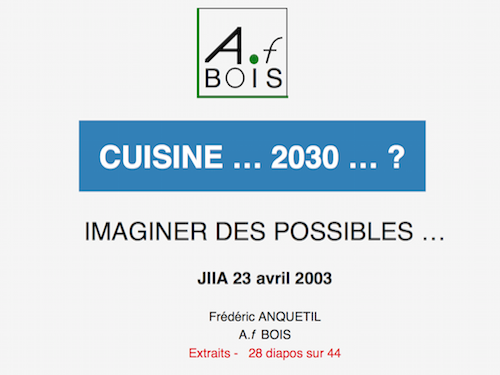 A.f
BOIS
CUISINE ... 2030 ... ?
IMAGINER DES POSSIBLES ...
JIIA 23 avril 2003
Frédéric ANQUETIL
A.f BOIS
Extraits - 28 diapos sur 44